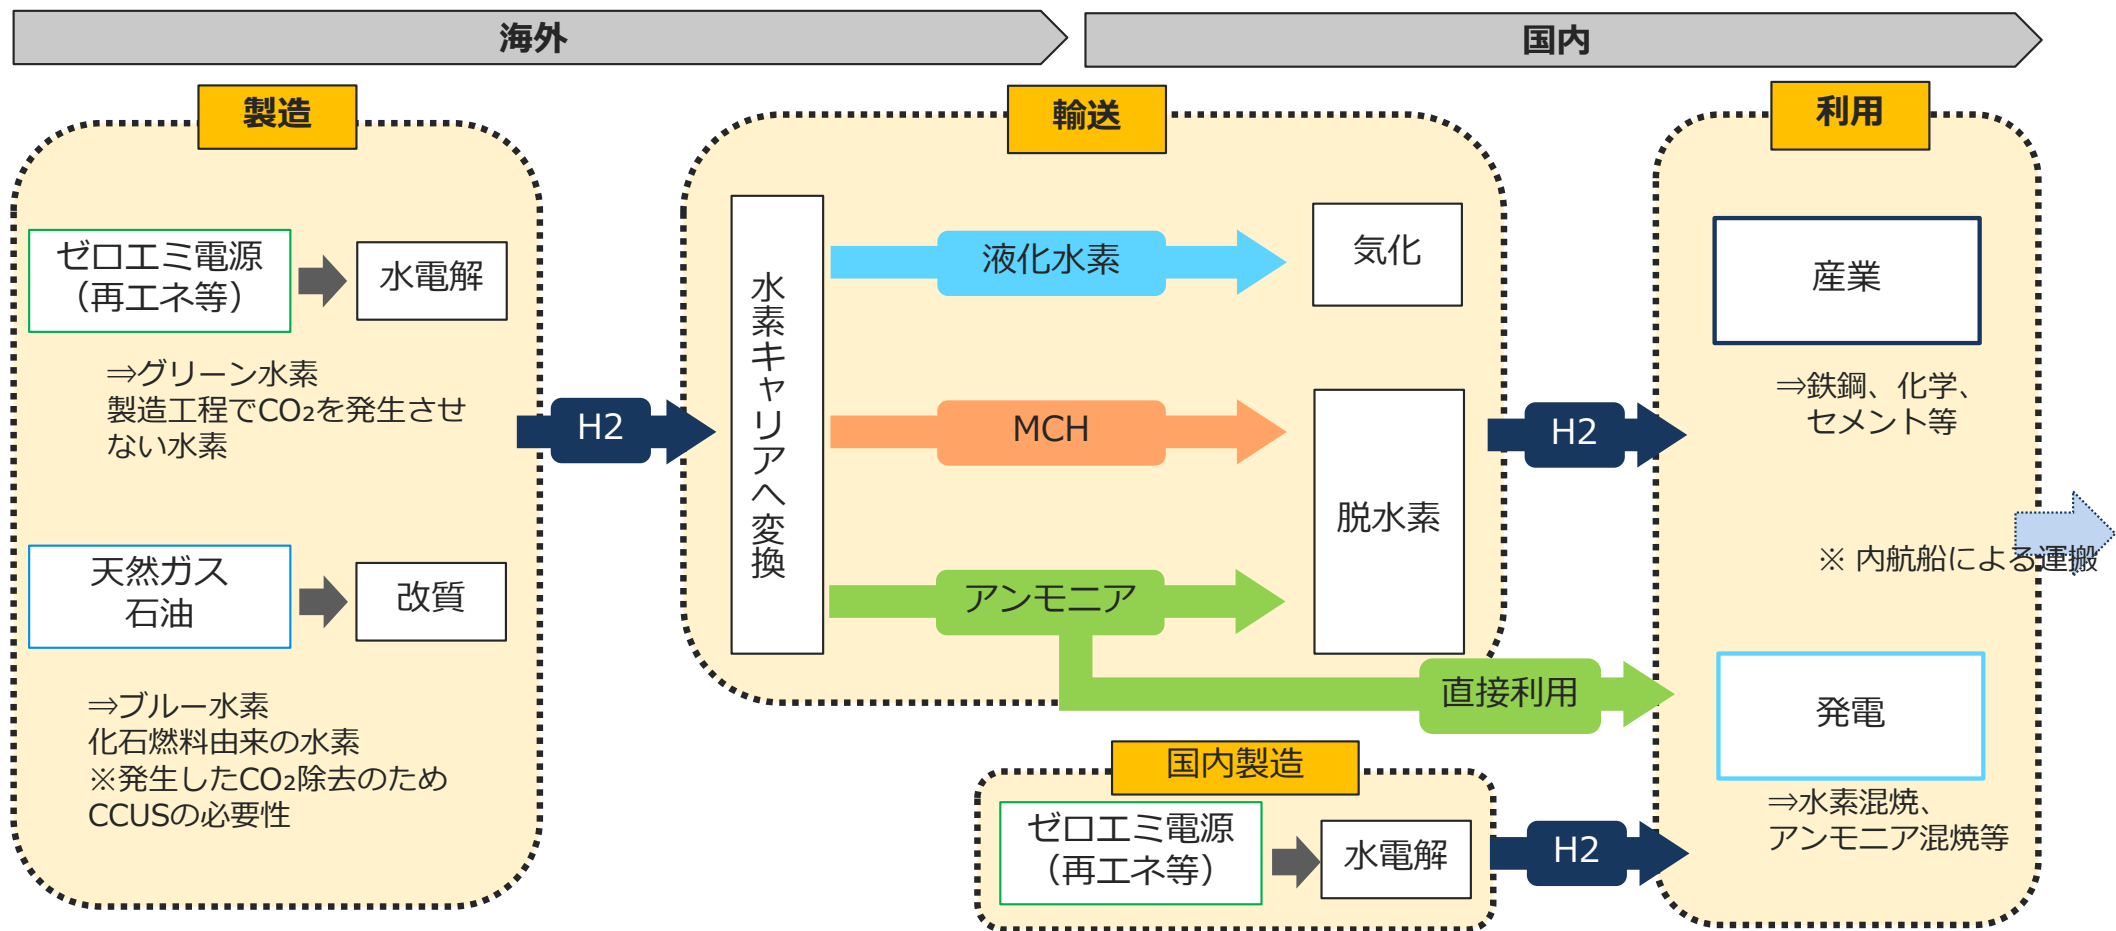 海外
国内
製造
ゼロエミ電源
（再エネ等）
水電解
⇒グリーン水素
製造工程でCO₂を発生させ
ない水素
天然ガス
石油
改質
⇒ブルー水素
化石燃料由来の水素
※発生したCO₂除去のため
CCUSの必要性
H2
輸送
水素キャリアへ変換
液化水素
気化
MCH
アンモニア
脱水素
直接利用
H2
国内製造
ゼロエミ電源
（再エネ等）
水電解
H2
利用
産業
⇒鉄鋼、化学、
セメント等
※ 内航船による運搬
発電
⇒水素混焼、
アンモニア混焼等